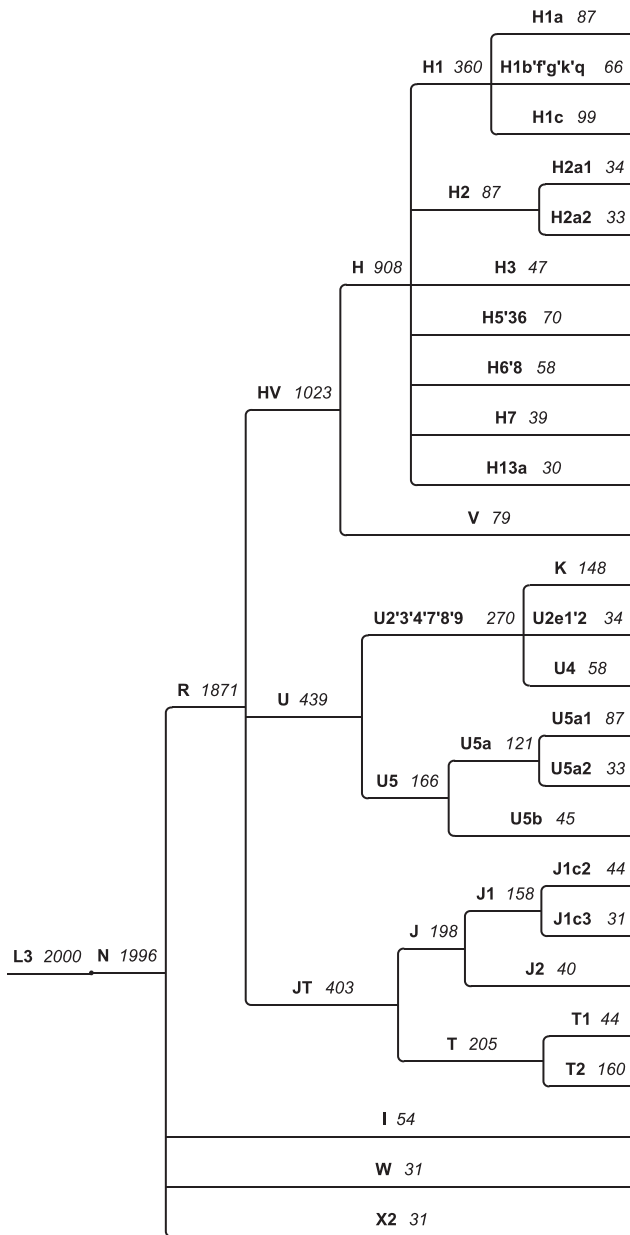 H1a 87
H1 360
H1b'f'g'k'q 66
H1c 99
H2a1 34
H2 87
H2a2 33
H 908
H3 47
H5'36 70
H6'8 58
HV 1023
H7 39
H13a 30
V 79
K 148
U2'3'4'7'8'9 270
U2e1'2 34
U4 58
R 1871
U 439
U5a1 87
U5a 121
U5a2 33
U5 166
U5b 45
J1c2 44
J1 158
J1c3 31
J 198
L3 2000
N 1996
J2 40
JT 403
T1 44
T 205
T2 160
I 54
W 31
X2 31